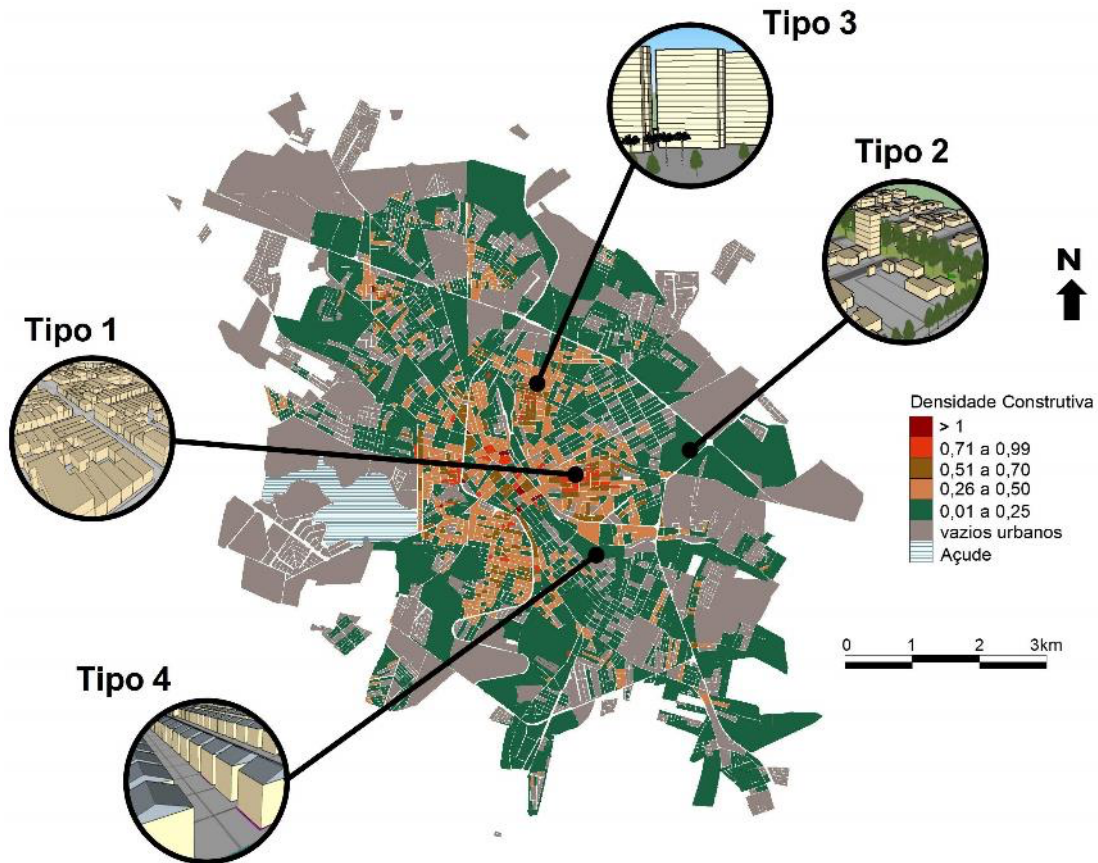 Tipo 3
Tipo 2
N
Tipo 1
Densidade Construtiva
> 1
0,71 a 0,99
0,51 a 0,70
0,26 a 0,50
0,01 a 0,25
vazios urbanos
Açude
0 1 2 3km
Tipo 4